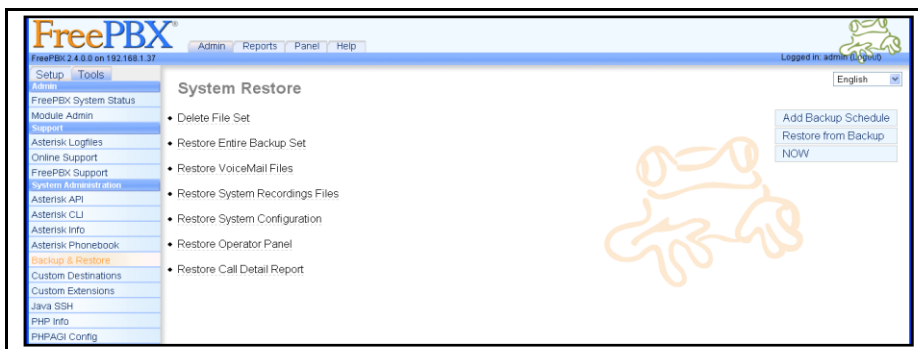 FreePBX®
Admin Reports Panel Help
FreePBX 2.4.0.0 on 192.168.1.37
Logged in: admin (Logout)
Setup Tools
English
Admin
FreePBX System Status
Module Admin
Support
Asterisk Logfiles
Online Support
FreePBX Support
System Administration
Asterisk API
Asterisk CLI
Asterisk Info
Asterisk Phonebook
Backup & Restore
Custom Destinations
Custom Extensions
Java SSH
PHP Info
PHPAGI Config
System Restore
Delete File Set
Restore Entire Backup Set
Restore VoiceMail Files
Restore System Recordings Files
Restore System Configuration
Restore Operator Panel
Restore Call Detail Report
Add Backup Schedule
Restore from Backup
NOW